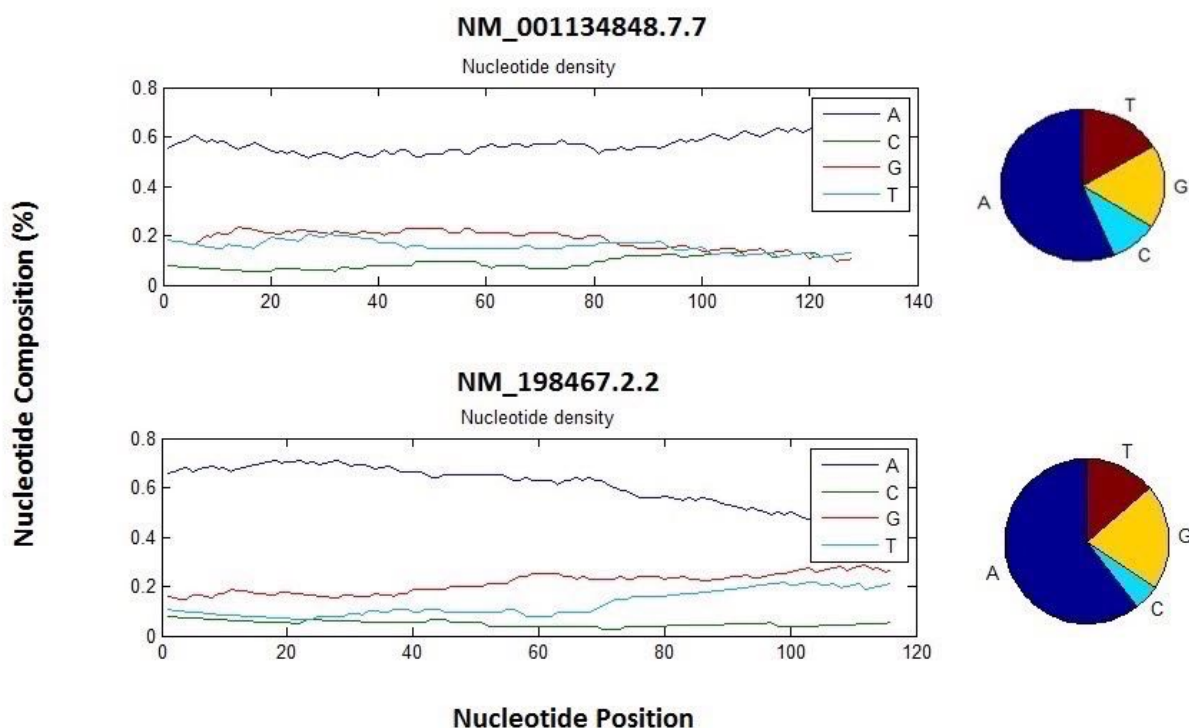 NM_001134848.7.7
Nucleotide density
0.8
0.6
0.4
0.2
0
0 20 40 60 80 100 120 140
A
C
G
T
T
G
C
A
Nucleotide Composition (%)
NM_198467.2.2
Nucleotide density
0.8
0.6
0.4
0.2
0
0 20 40 60 80 100 120
A
C
G
T
T
G
C
A
Nucleotide Position